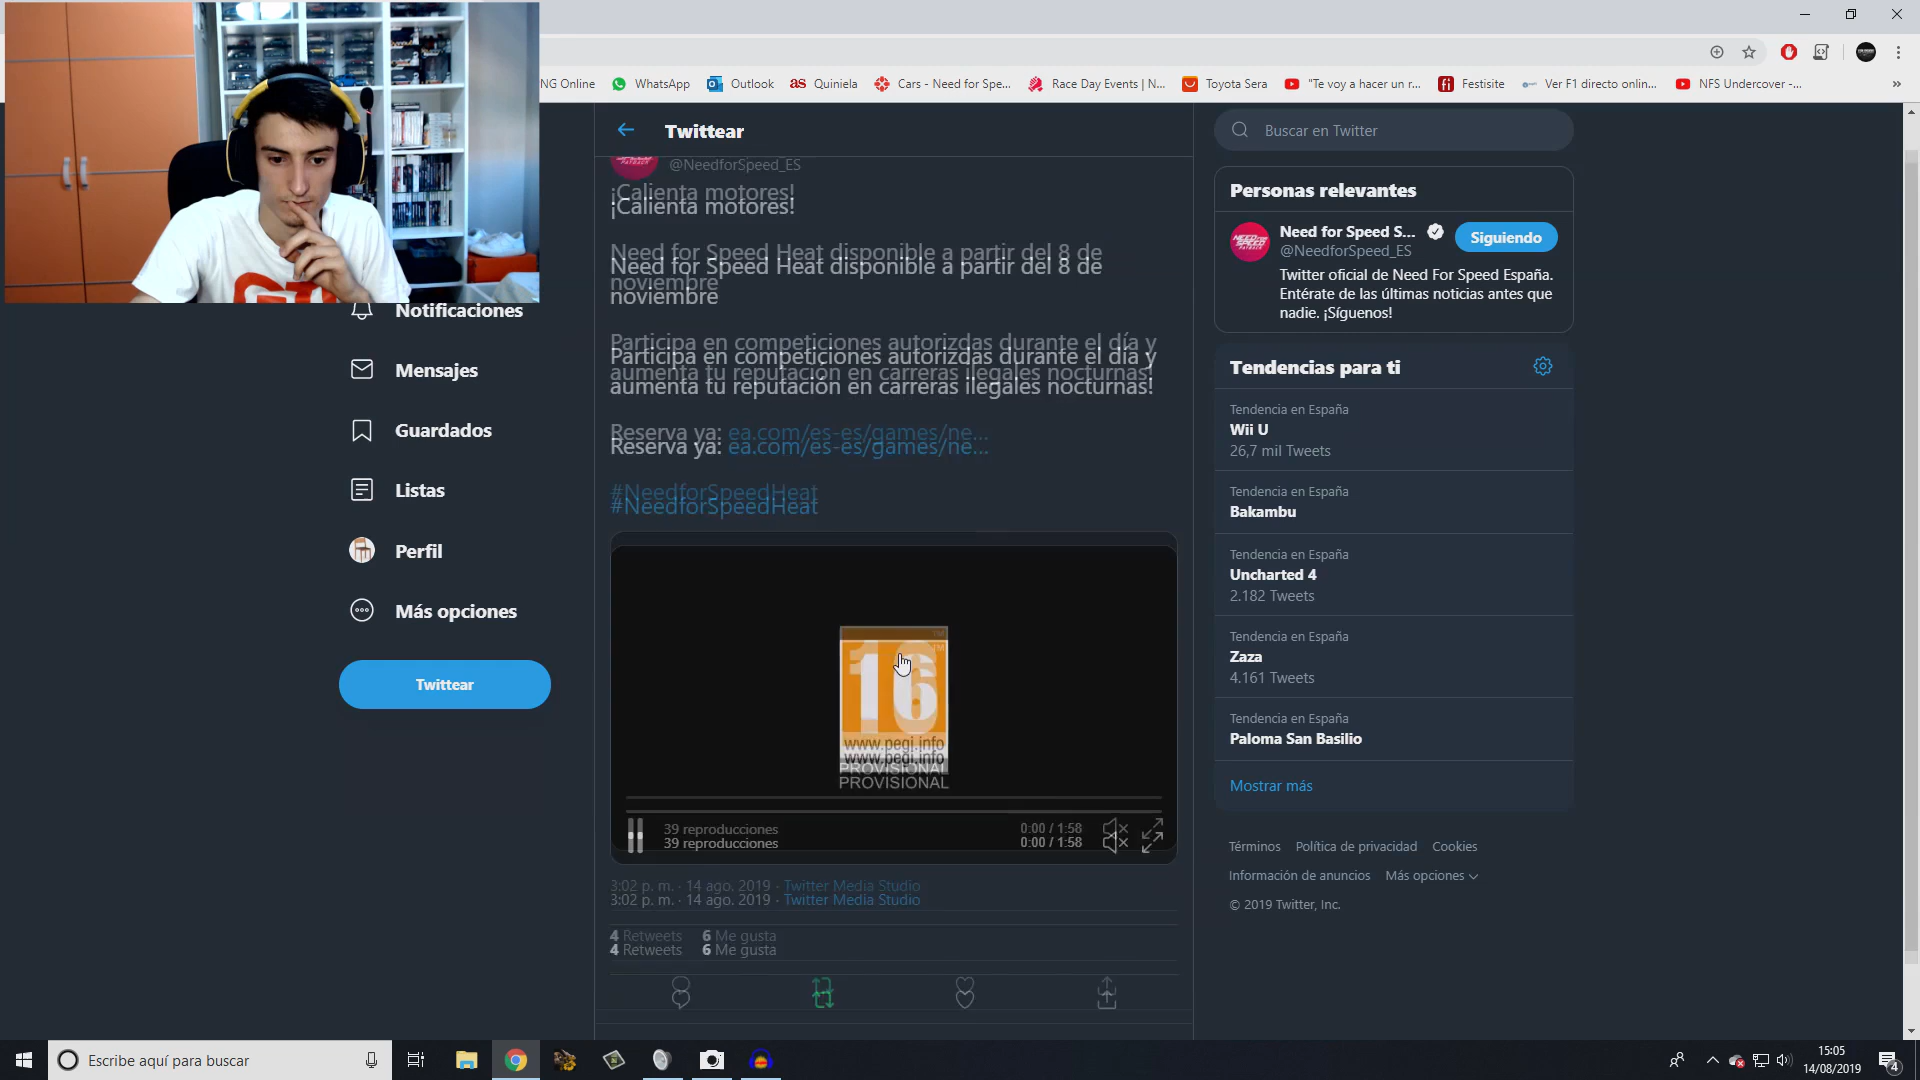 NG Online
WhatsApp
Outlook
as Quiniela
Cars - Need for Spe...
Race Day Events | N...
Toyota Sera
"Te voy a hacer un r...
fi Festisite
Ver F1 directo onlin...
NFS Undercover -...
»
Twittear
Buscar en Twitter
@NeedforSpeed_ES
¡Calienta motores!
Need for Speed Heat disponible a partir del 8 de
noviembre
Participa en competiciones autorizdas durante el día y
aumenta tu reputación en carreras ilegales nocturnas!
Reserva ya: ea.com/es-es/games/ne...
#NeedforSpeedHeat
16
www.pegi.info
PROVISIONAL
39 reproducciones
0:00 / 1:58
3:02 p. m. · 14 ago. 2019 · Twitter Media Studio
4 Retweets 6 Me gusta
Notificaciones
Mensajes
Guardados
Listas
Perfil
Más opciones
Twittear
Personas relevantes
NEED FOR SPEED
Need for Speed S...
@NeedforSpeed_ES
Siguiendo
Twitter oficial de Need For Speed España.
Entérate de las últimas noticias antes que
nadie. ¡Síguenos!
Tendencias para ti
Tendencia en España
Wii U
26,7 mil Tweets
Tendencia en España
Bakambu
Tendencia en España
Uncharted 4
2.182 Tweets
Tendencia en España
Zaza
4.161 Tweets
Tendencia en España
Paloma San Basilio
Mostrar más
Términos Política de privacidad Cookies
Información de anuncios Más opciones
© 2019 Twitter, Inc.
Escribe aquí para buscar
15:05
14/08/2019
4